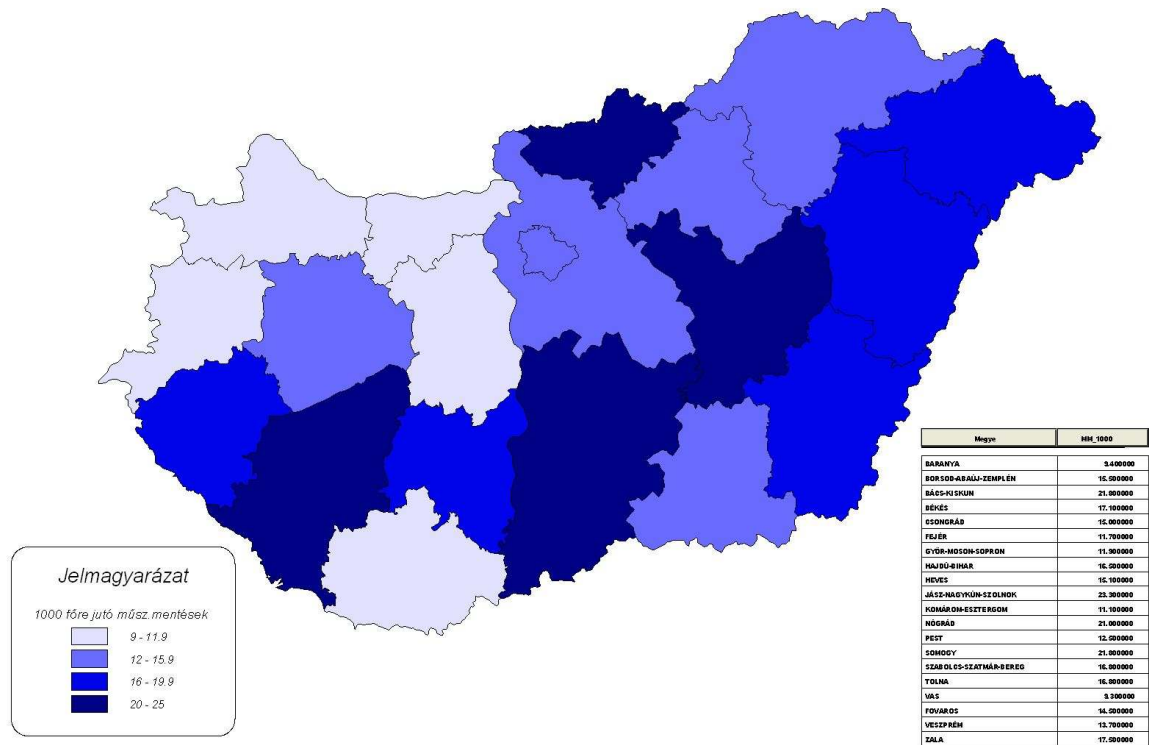 Megye MM_1000
BARANYA 9.400000
BORSOD-ABAÚJ-ZEMPLÉN 15.500000
BÁCS-KISKUN 21.800000
BÉKÉS 17.100000
CSONGRÁD 15.000000
FEJÉR 11.700000
GYŐR-MOSON-SOPRON 11.900000
HAJDÚ-BIHAR 16.500000
HEVES 15.100000
JÁSZ-NAGYKÚN-SZOLNOK 23.300000
KOMÁROM-ESZTERGOM 11.100000
NÓGRÁD 21.000000
PEST 12.500000
SOMOGY 21.800000
SZABOLCS-SZATMÁR-BEREG 16.800000
TOLNA 16.800000
VAS 9.300000
FOVAROS 14.500000
VESZPRÉM 13.700000
ZALA 17.500000
Jelmagyarázat
1000 főre jutó műsz.mentések
9 - 11.9
12 - 15.9
16 - 19.9
20 - 25